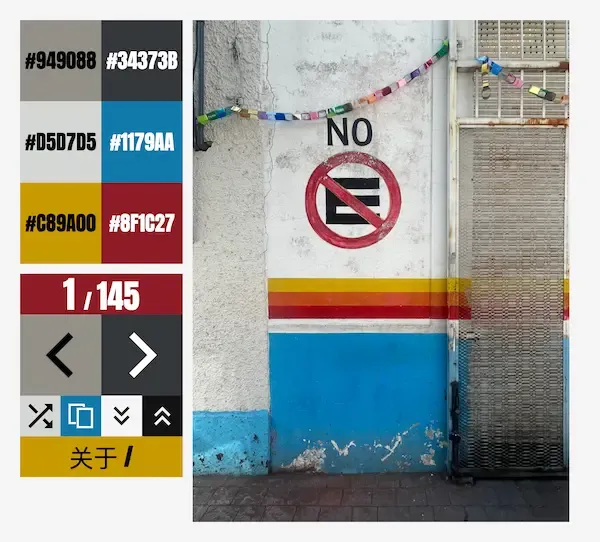 #949088 #34373B
#D5D7D5 #1179AA
#C89A00 #8F1C27
1 / 145
关于 /
NO
E